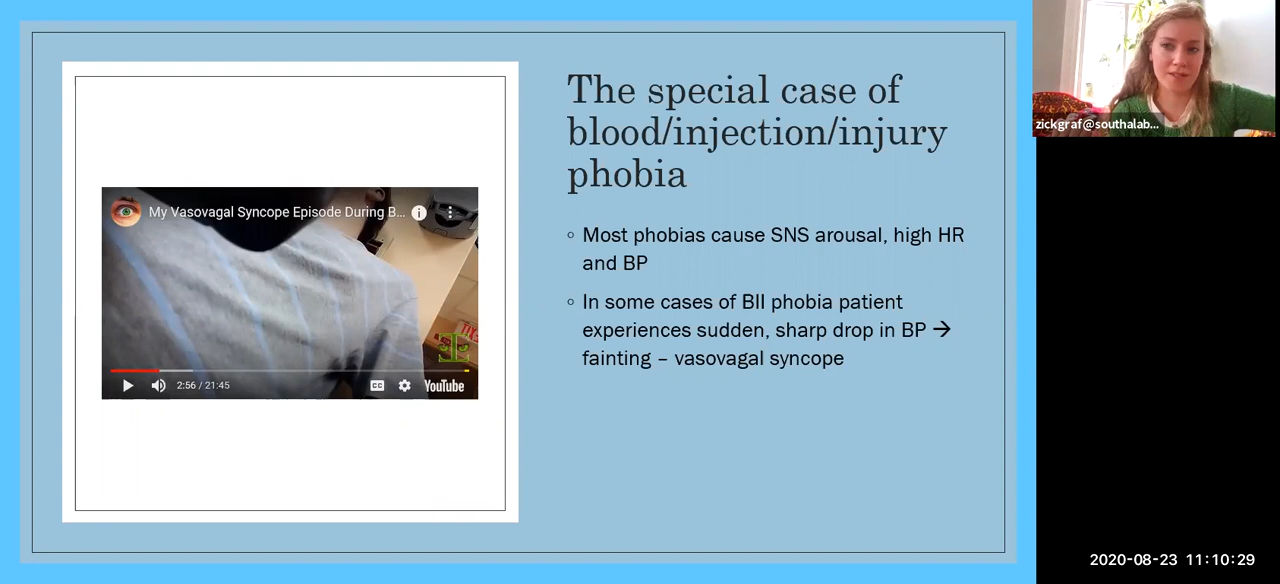 The special case of
blood/injection/injury
phobia
Most phobias cause SNS arousal, high HR
and BP
In some cases of BII phobia patient
experiences sudden, sharp drop in BP →
fainting – vasovagal syncope
My Vasovagal Syncope Episode During B...
2:56 / 21:45
CC
YouTube
zickgraf@southalab...
2020-08-23 11:10:29